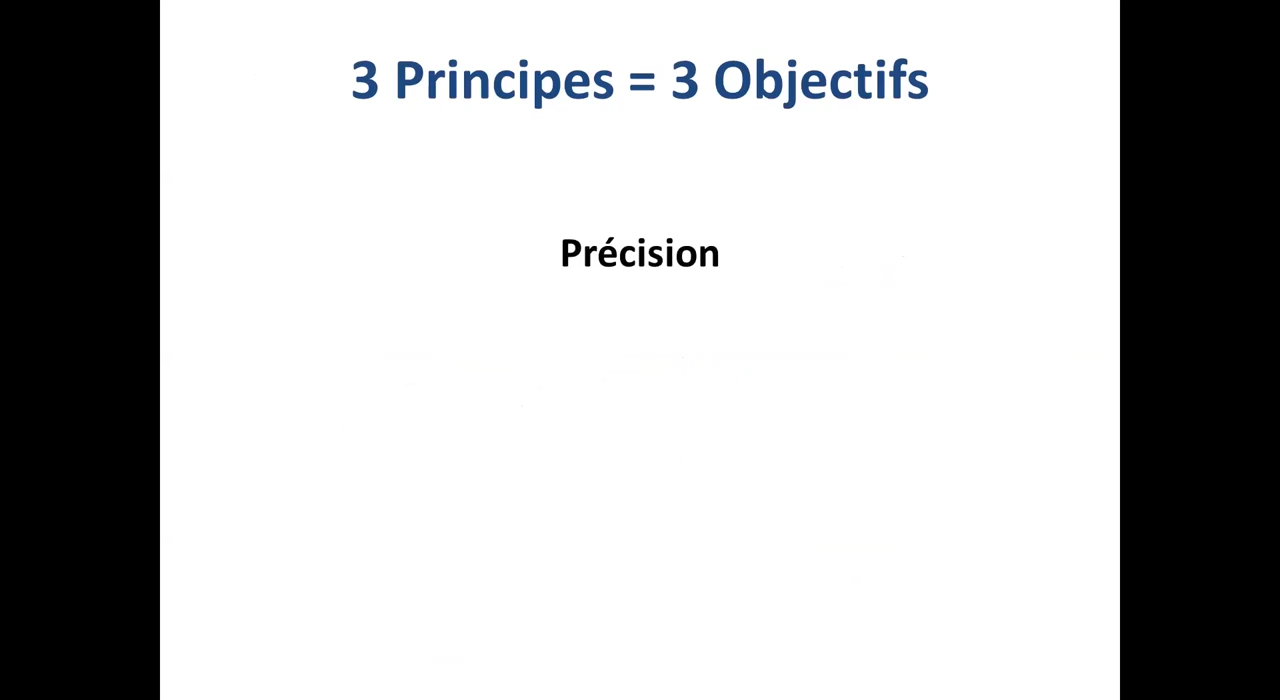 3 Principes = 3 Objectifs
Précision